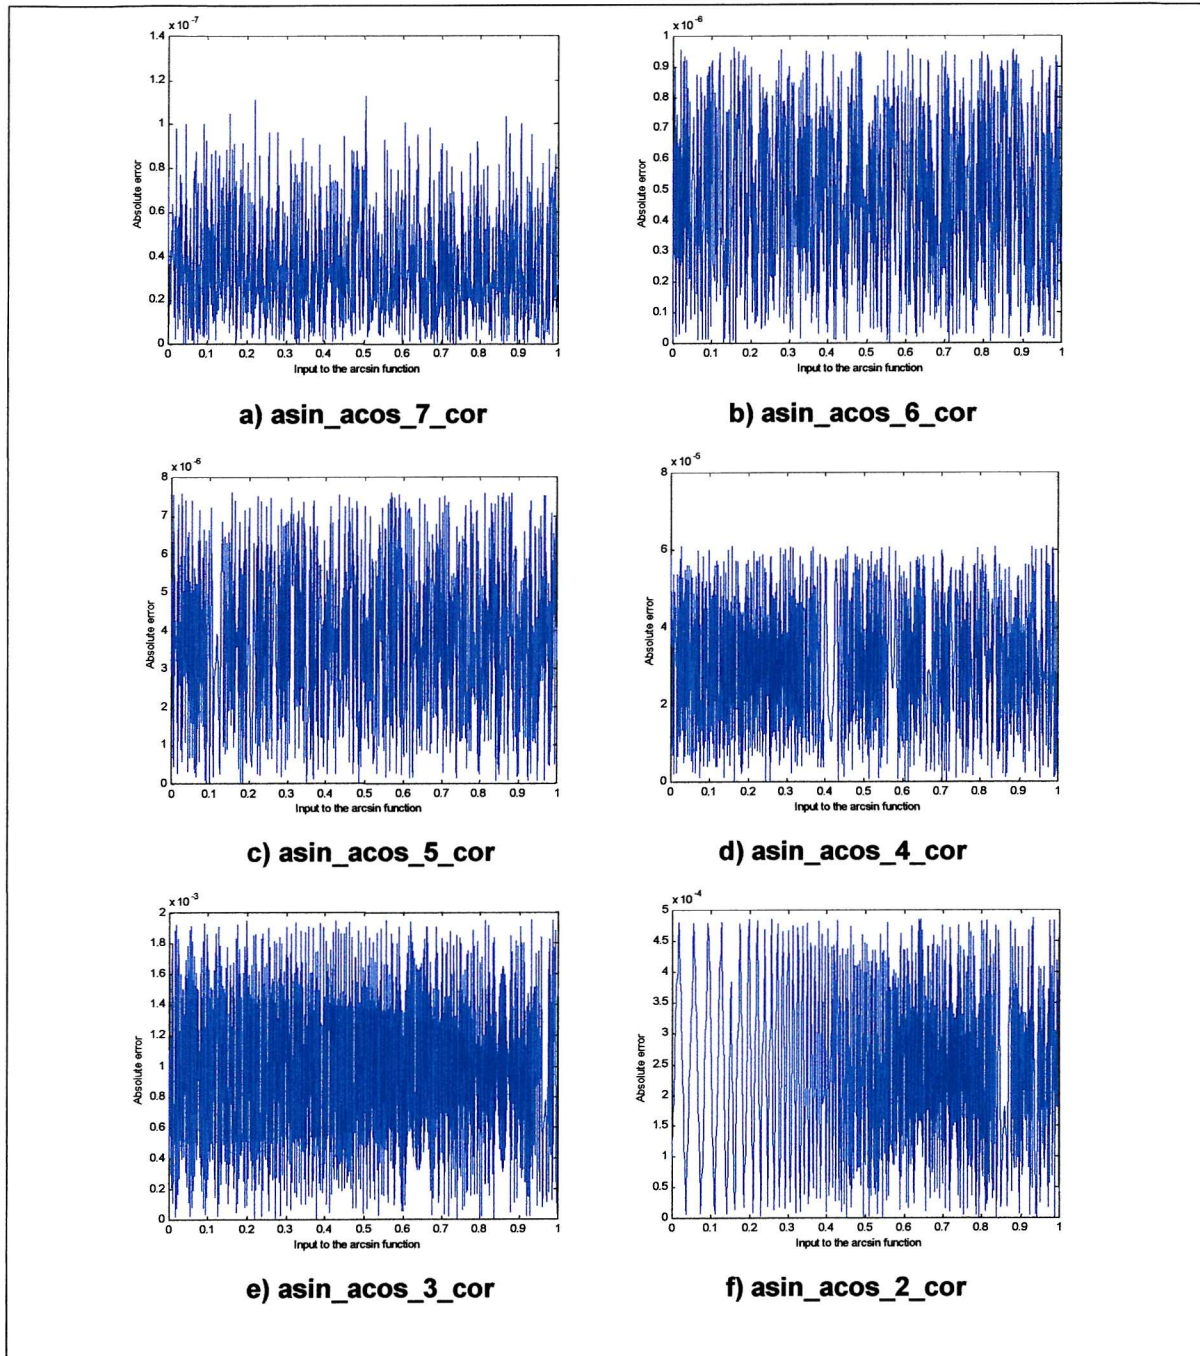 x 10^-7
1.4
1.2
1
0.8
0.6
0.4
0.2
0
Absolute error
0 0.1 0.2 0.3 0.4 0.5 0.6 0.7 0.8 0.9 1
Input to the arcsin function
a) asin_acos_7_cor
x 10^-6
1
0.9
0.8
0.7
0.6
0.5
0.4
0.3
0.2
0.1
0
Absolute error
0 0.1 0.2 0.3 0.4 0.5 0.6 0.7 0.8 0.9 1
Input to the arcsin function
b) asin_acos_6_cor
x 10^-6
8
7
6
5
4
3
2
1
0
Absolute error
0 0.1 0.2 0.3 0.4 0.5 0.6 0.7 0.8 0.9 1
Input to the arcsin function
c) asin_acos_5_cor
x 10^-5
8
6
4
2
0
Absolute error
0 0.1 0.2 0.3 0.4 0.5 0.6 0.7 0.8 0.9 1
Input to the arcsin function
d) asin_acos_4_cor
x 10^-3
2
1.8
1.6
1.4
1.2
1
0.8
0.6
0.4
0.2
0
Absolute error
0 0.1 0.2 0.3 0.4 0.5 0.6 0.7 0.8 0.9 1
Input to the arcsin function
e) asin_acos_3_cor
x 10^-4
5
4.5
4
3.5
3
2.5
2
1.5
1
0.5
0
Absolute error
0 0.1 0.2 0.3 0.4 0.5 0.6 0.7 0.8 0.9 1
Input to the arcsin function
f) asin_acos_2_cor